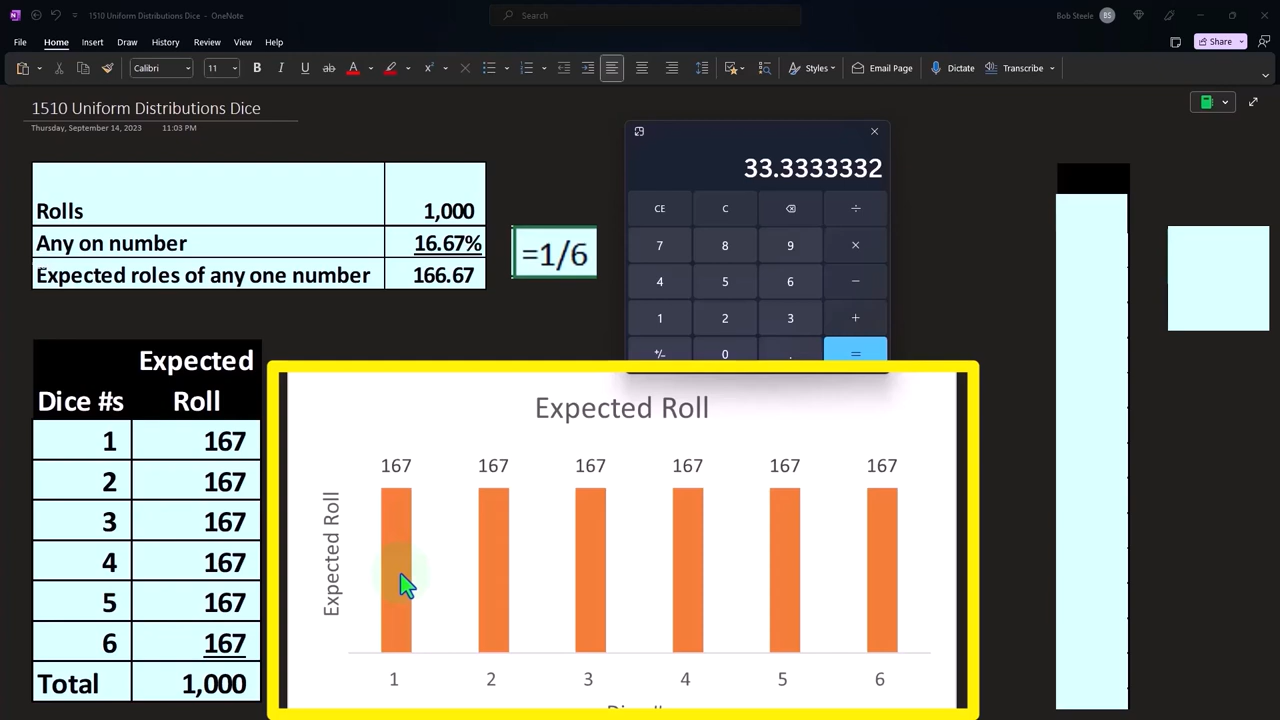 1510 Uniform Distributions Dice - OneNote
Search
Bob Steele BS
File Home Insert Draw History Review View Help
Share
Calibri 11 B I U ab A x² Styles Email Page Dictate Transcribe
1510 Uniform Distributions Dice
Thursday, September 14, 2023 11:03 PM
Rolls 1,000
Any on number 16.67%
Expected roles of any one number 166.67
=1/6
33.3333332
CE C ⌫ ÷
7 8 9 ×
4 5 6 −
1 2 3 +
+/- 0 . =
Expected
Dice #s Roll
1 167
2 167
3 167
4 167
5 167
6 167
Total 1,000
Expected Roll
167 167 167 167 167 167
Expected Roll
1 2 3 4 5 6